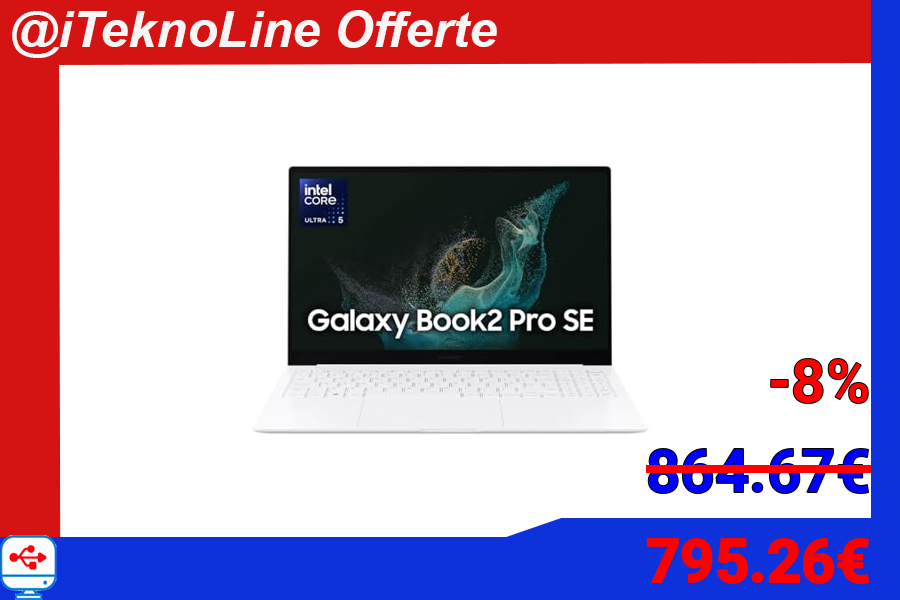 @iTeknoLine Offerte
intel
CORE
ULTRA 5
Galaxy Book2 Pro SE
-8%
864.67€
795.26€